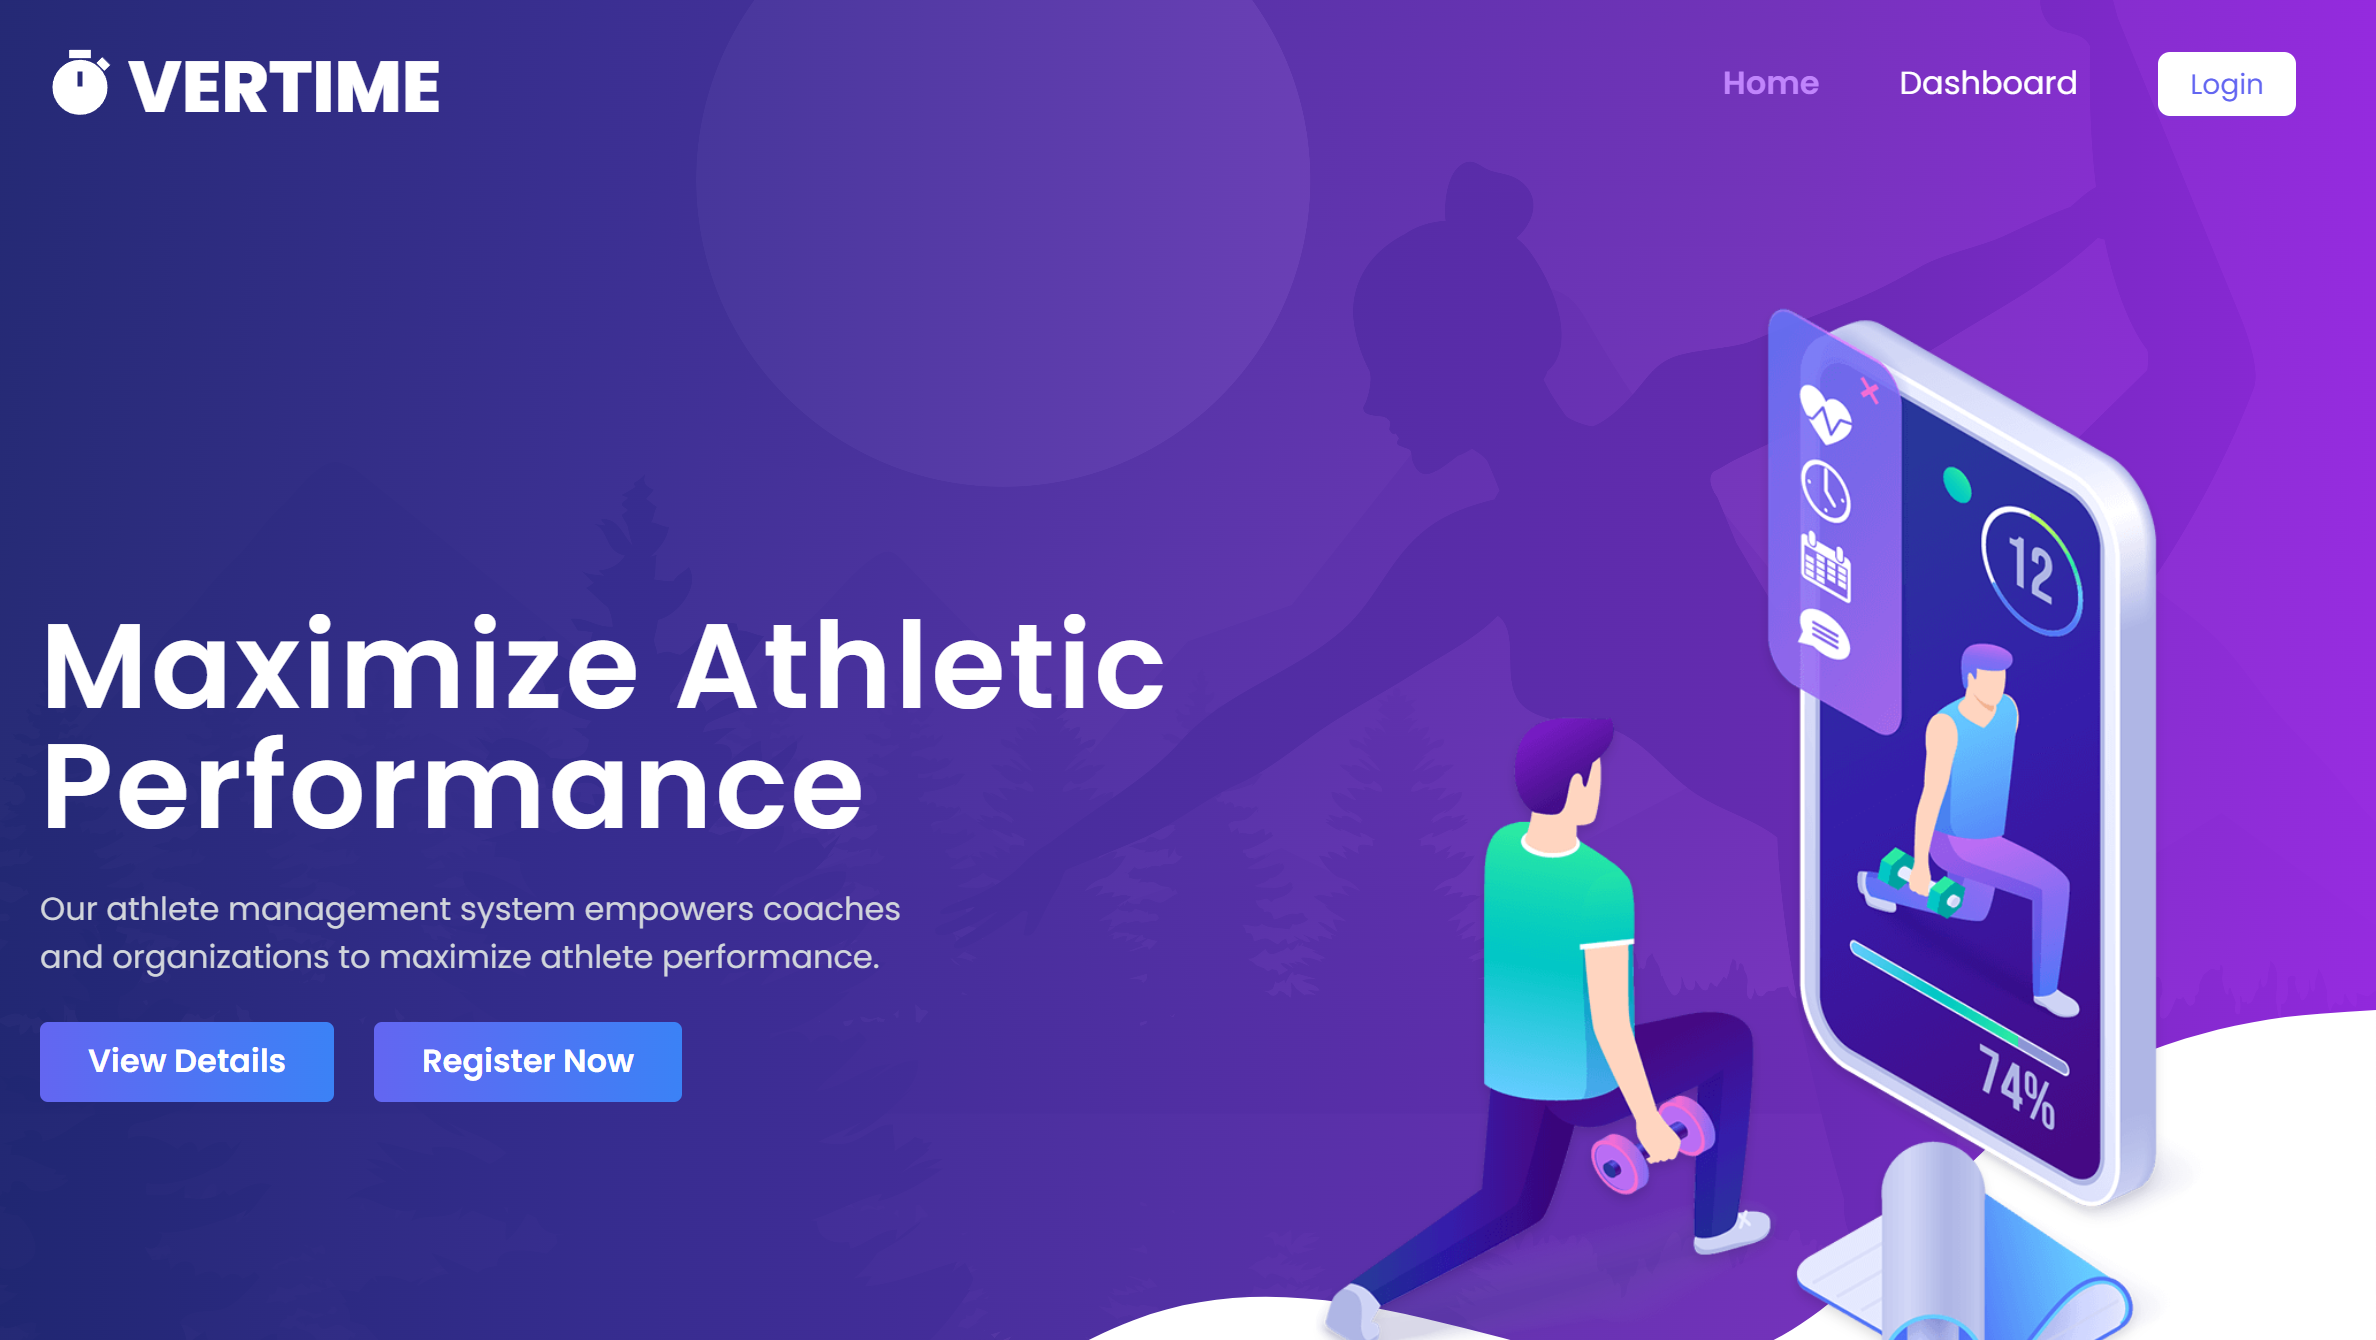 VERTIME
Home
Dashboard
Login
12
Maximize Athletic
Performance
Our athlete management system empowers coaches
and organizations to maximize athlete performance.
View Details
Register Now
74%